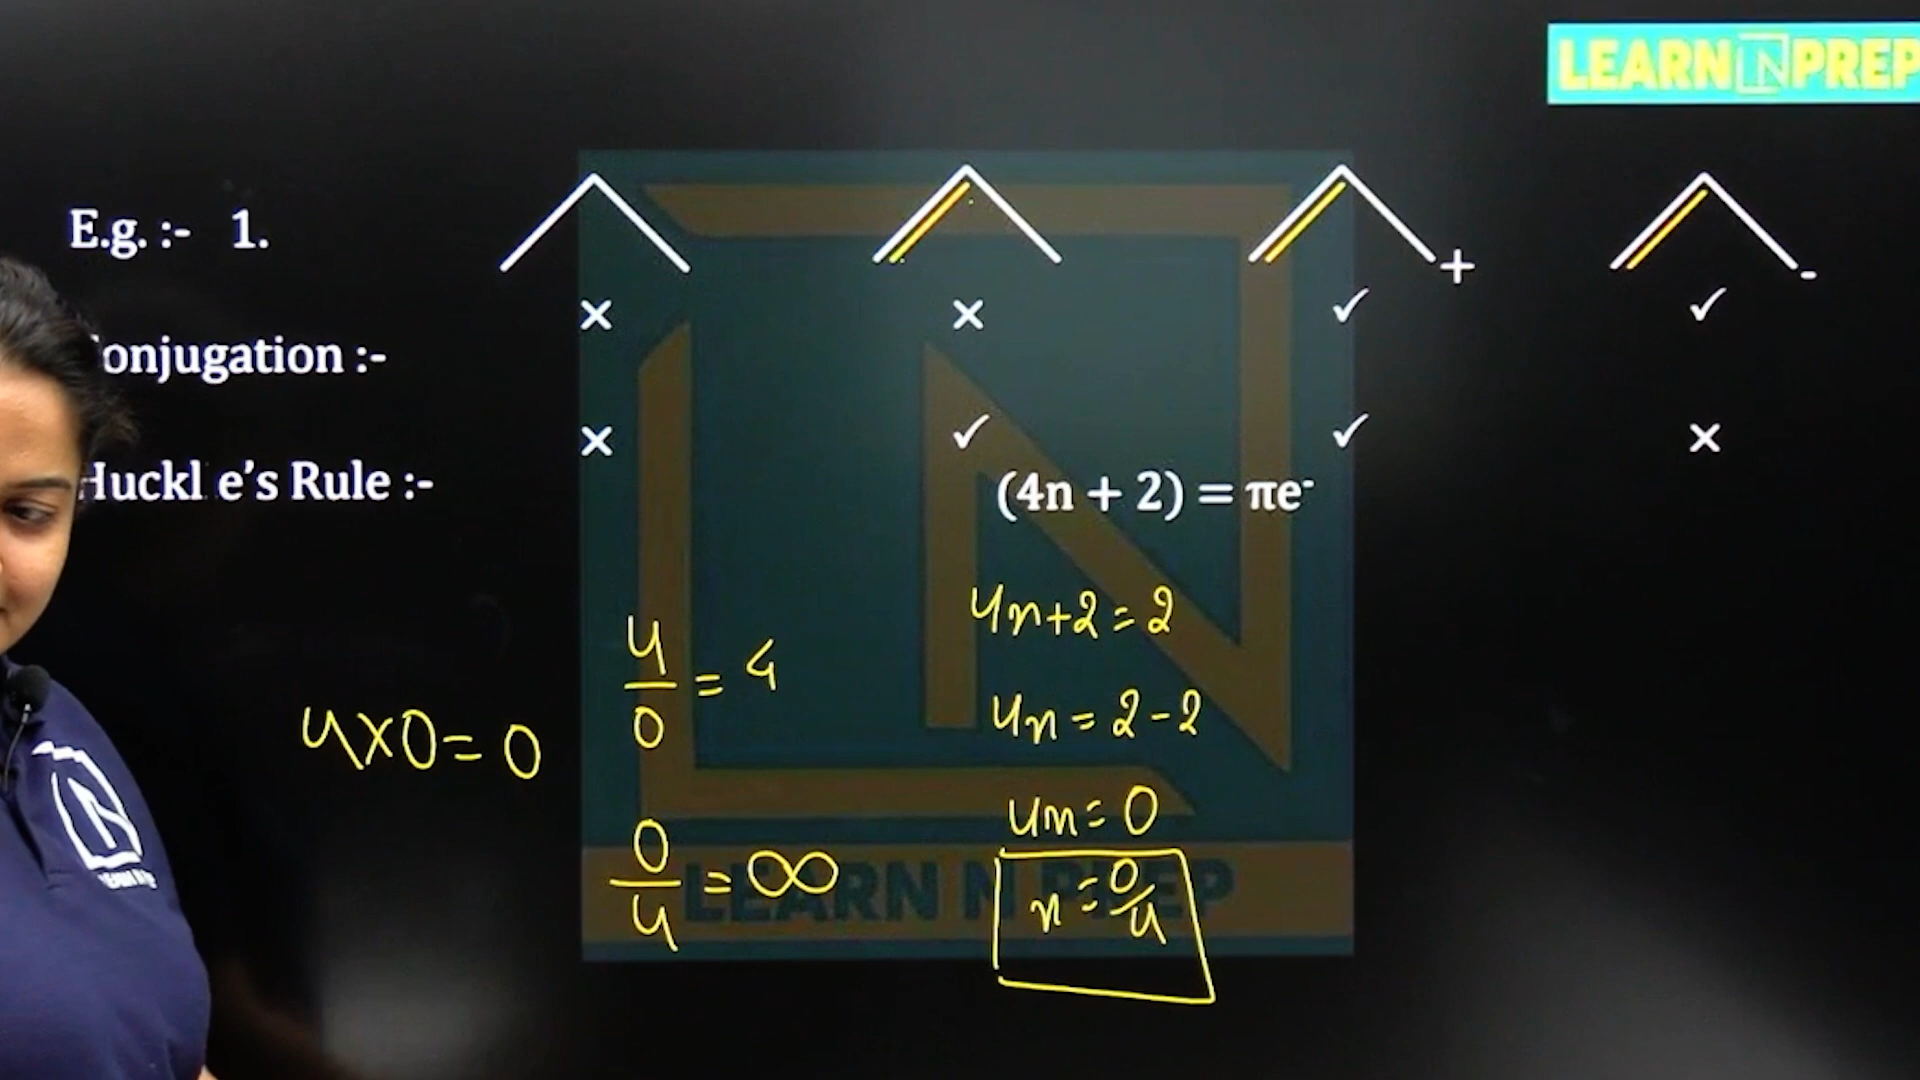 LEARN LN PREP
E.g. :- 1.
+
-
× × ✓ ✓
onjugation :-
× ✓ ✓ ×
Huckl e's Rule :-
(4n + 2) = πe⁻
4n+2 = 2
4/0 = 4
4n = 2-2
4×0=0
4n = 0
0/4 = ∞
n = 0/4
LEARN N PREP